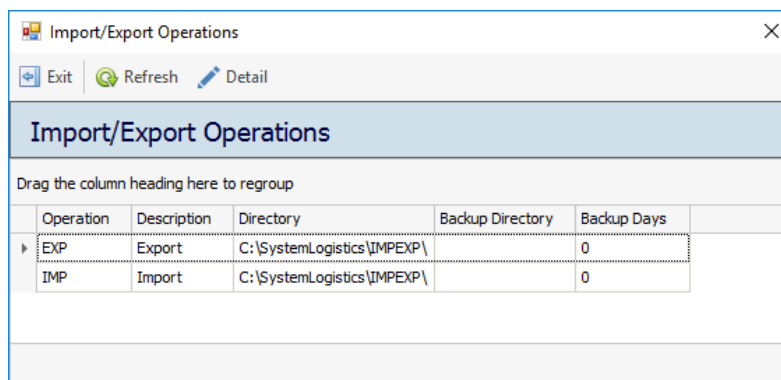 Import/Export Operations
Exit Refresh Detail
Import/Export Operations
Drag the column heading here to regroup
Operation Description Directory Backup Directory Backup Days
EXP Export C:\SystemLogistics\IMPEXP\ 0
IMP Import C:\SystemLogistics\IMPEXP\ 0